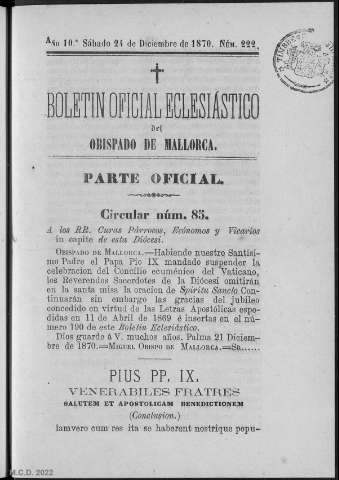 Año 10.º Sábado 24 de Diciembre de 1870. Núm. 222.
BOLETIN OFICIAL ECLESIÁSTICO
del
OBISPADO DE MALLORCA.
PARTE OFICIAL.
Circular núm. 85.
A los RR. Curas Párrocos, Ecónomos y Vicarios
in capite de esta Diócesi.
OBISPADO DE MALLORCA.—Habiendo nuestro Santísi-
mo Padre el Papa Pio IX mandado suspender la
celebracion del Concilio ecuménico del Vaticano,
los Reverendos Sacerdotes de la Diócesi omitirán
en la santa misa la oracion de Spiritu Sancto Con-
tinuarán sin embargo las gracias del jubileo
concedido en virtud de las Letras Apostólicas espe-
didas en 11 de Abril de 1869 é insertas en el nú-
mero 190 de este Boletin Eclesiástico.
Dios guarde á V. muchos años. Palma 21 Diciem-
bre de 1870.—MIGUEL OBISPO DE MALLORCA.—SR......
PIUS PP. IX.
VENERABILES FRATRES
SALUTEM ET APOSTOLICAM BENEDICTIONEM
(Conclusion.)
Iamvero cum res ita se haberent nostrique popu-
M.C.D. 2022